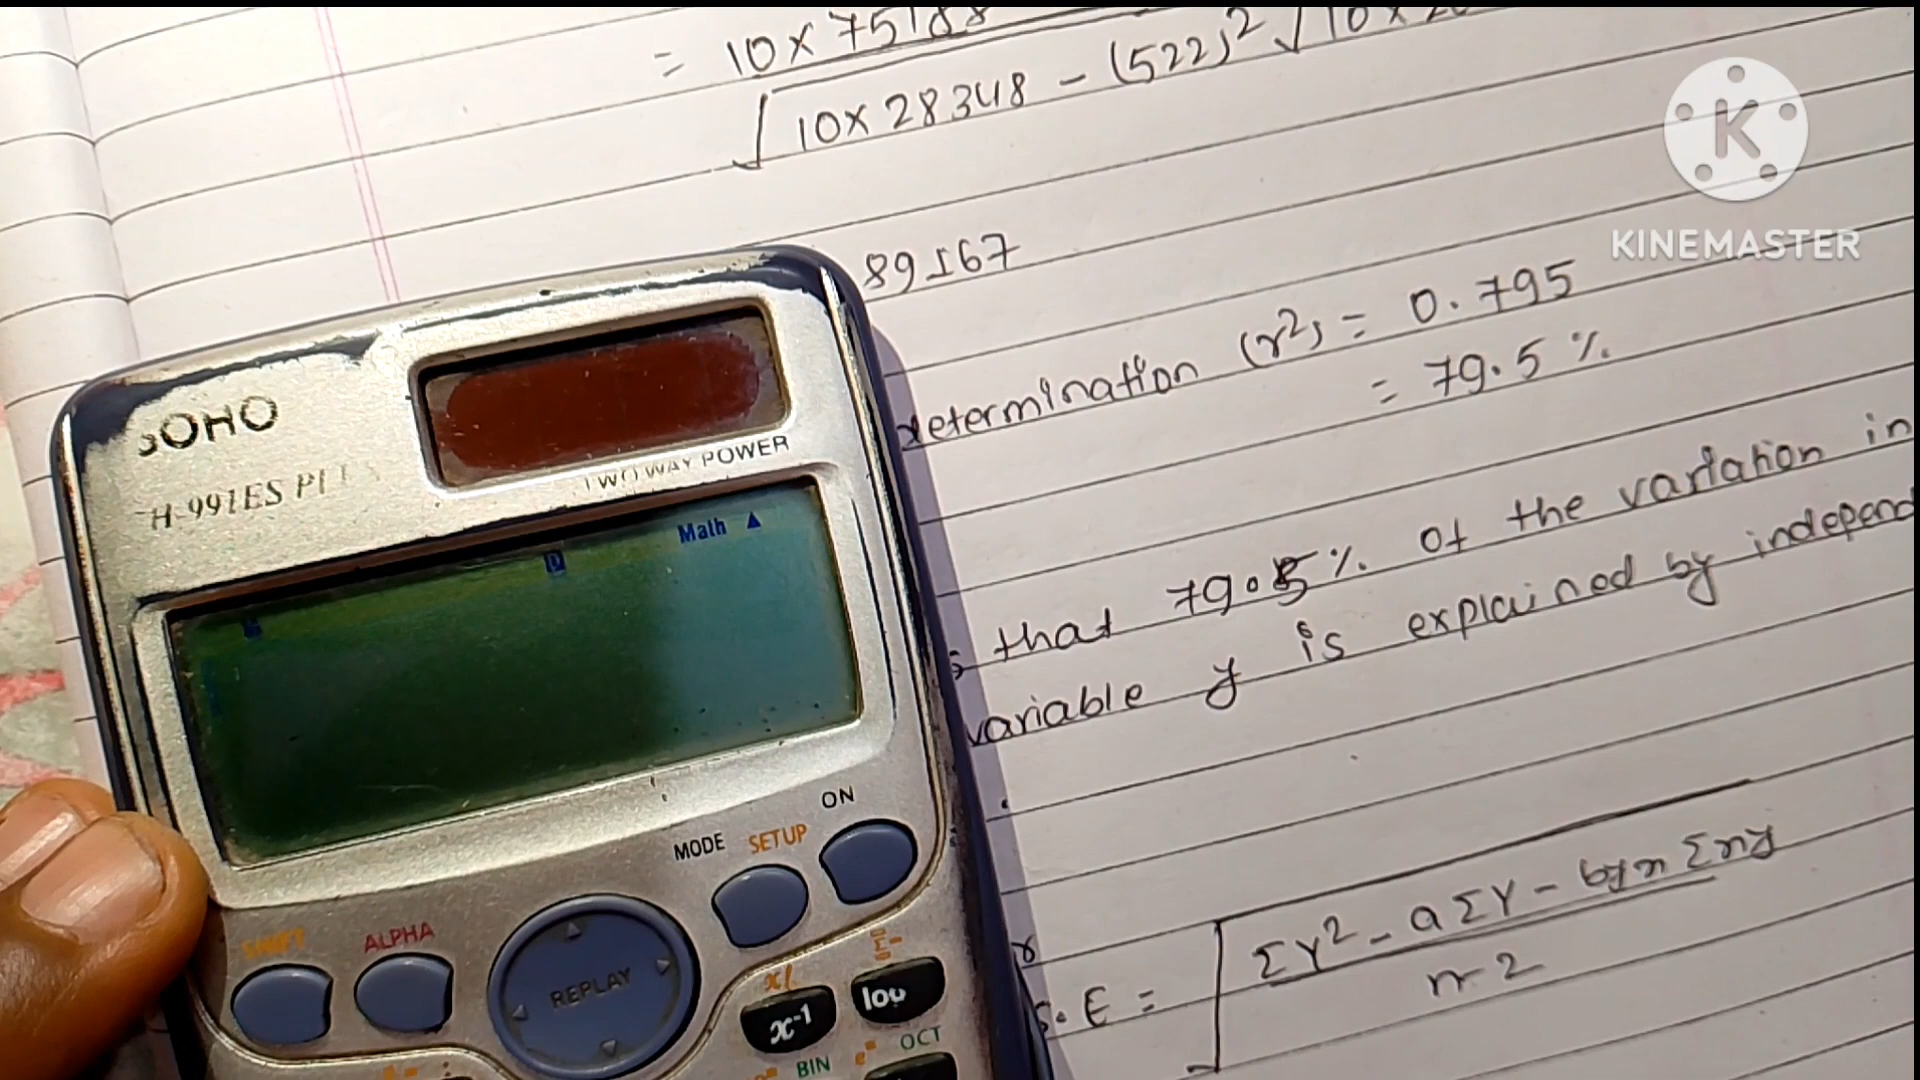 = 10 × 75188
√10×28348 - (522)² √10×
K
KINEMASTER
89167
determination (r²) = 0.795
= 79.5 %
SOHO
991ES
TWO WAY POWER
Math ▲
D
that 79.5% of the variation in
variable y is explained by independ
MODE SETUP ON
SHIFT ALPHA
REPLAY
x!
x⁻¹
log
BIN
OCT
S.E = √ΣY² - aΣY - byx Σxy
n-2